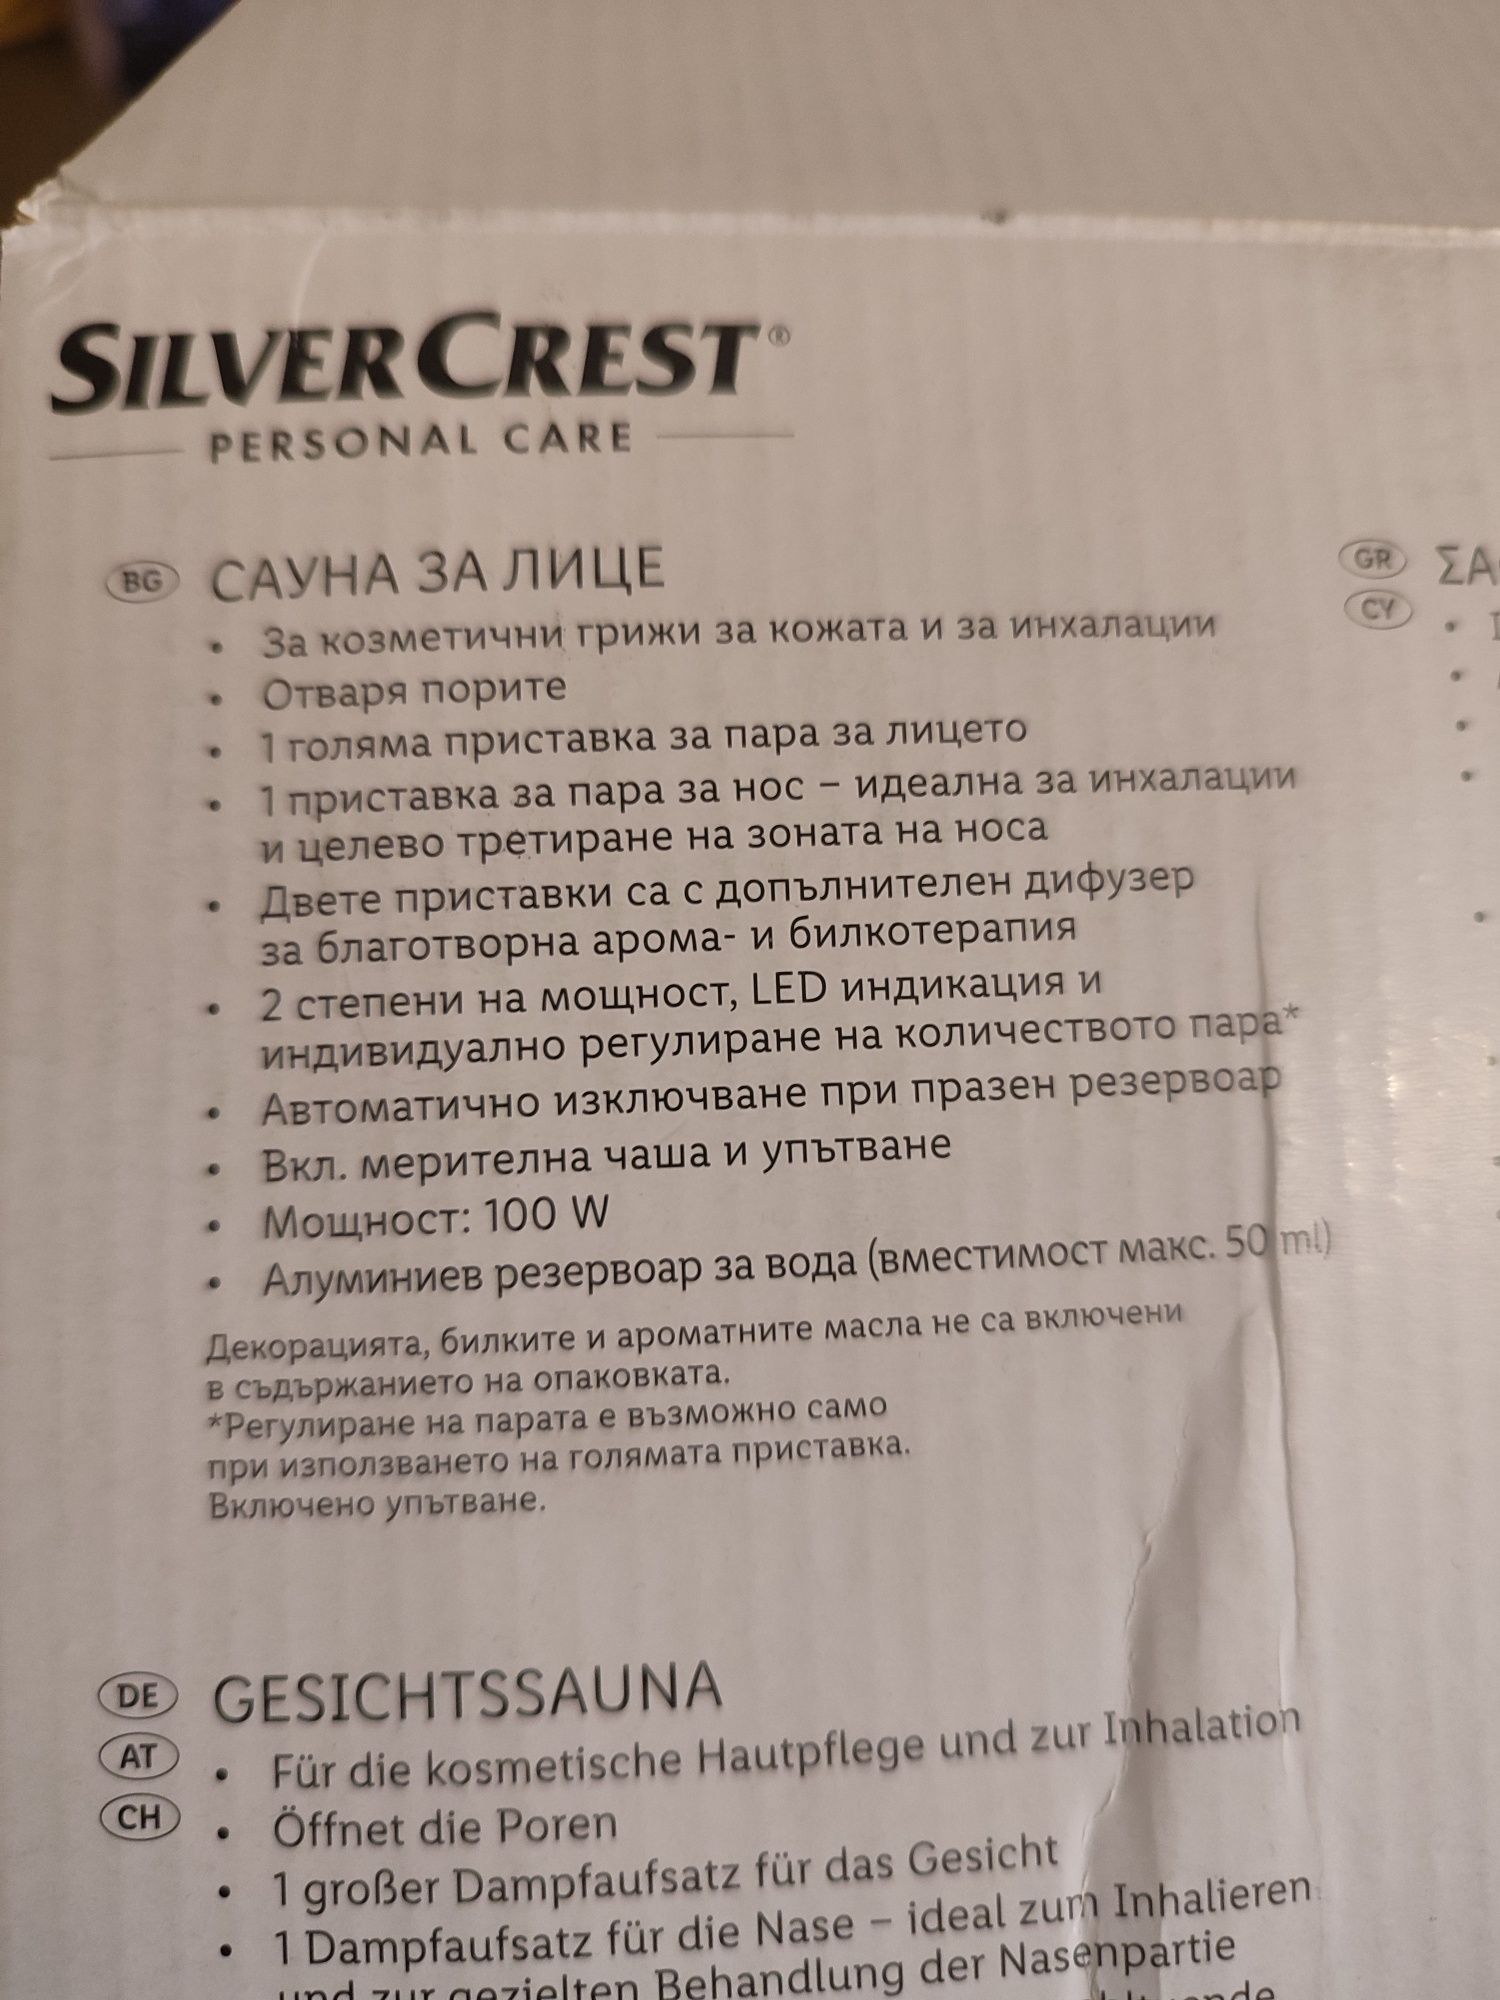 SILVERCREST®
PERSONAL CARE
BG САУНА ЗА ЛИЦЕ
• За козметични грижи за кожата и за инхалации
• Отваря порите
• 1 голяма приставка за пара за лицето
• 1 приставка за пара за нос – идеална за инхалации
и целево третиране на зоната на носа
• Двете приставки са с допълнителен дифузер
за благотворна арома- и билкотерапия
• 2 степени на мощност, LED индикация и
индивидуално регулиране на количеството пара*
• Автоматично изключване при празен резервоар
• Вкл. мерителна чаша и упътване
• Мощност: 100 W
• Алуминиев резервоар за вода (вместимост макс. 50 ml)
Декорацията, билките и ароматните масла не са включени
в съдържанието на опаковката.
*Регулиране на парата е възможно само
при използването на голямата приставка.
Включено упътване.
GR ΣΑ
CY
DE GESICHTSSAUNA
AT
CH
• Für die kosmetische Hautpflege und zur Inhalation
• Öffnet die Poren
• 1 großer Dampfaufsatz für das Gesicht
• 1 Dampfaufsatz für die Nase – ideal zum Inhalieren
und zur gezielten Behandlung der Nasenpartie